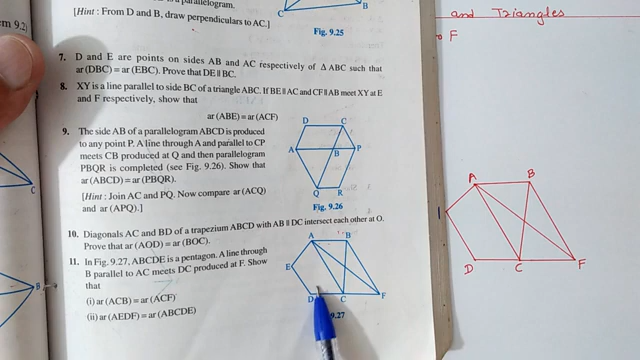 em 9.2)
parallelogram.
[Hint : From D and B, draw perpendiculars to AC.]
C
B
Fig. 9.25
7. D and E are points on sides AB and AC respectively of Δ ABC such that
ar (DBC) = ar (EBC). Prove that DE || BC.
8. XY is a line parallel to side BC of a triangle ABC. If BE || AC and CF || AB meet XY at E
and F respectively, show that
ar (ABE) = ar (ACF)
9. The side AB of a parallelogram ABCD is produced
to any point P. A line through A and parallel to CP
meets CB produced at Q and then parallelogram
PBQR is completed (see Fig. 9.26). Show that
ar (ABCD) = ar (PBQR).
[Hint : Join AC and PQ. Now compare ar (ACQ)
and ar (APQ).]
D C
A B P
Q R
Fig. 9.26
10. Diagonals AC and BD of a trapezium ABCD with AB || DC intersect each other at O.
Prove that ar (AOD) = ar (BOC).
11. In Fig. 9.27, ABCDE is a pentagon. A line through
B parallel to AC meets DC produced at F. Show
that
(i) ar (ACB) = ar (ACF)
(ii) ar (AEDF) = ar (ABCDE)
A B
E
D C F
9.27
C
B
and Triangles
F
A B
D C F